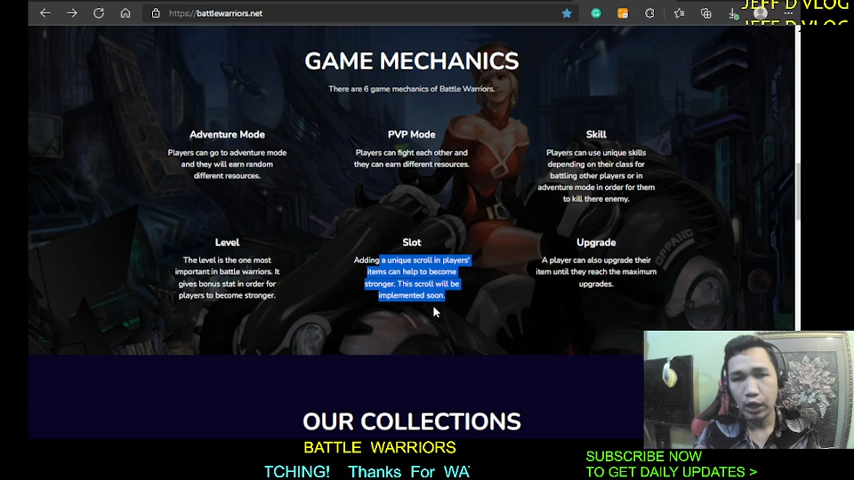 JEFF D VLOG
JEFF D VLOG
https://battlewarriors.net
GAME MECHANICS
There are 6 game mechanics of Battle Warriors.
Adventure Mode
Players can go to adventure mode
and they will earn random
different resources.
PVP Mode
Players can fight each other and
they can earn different resources.
Skill
Players can use unique skills
depending on their class for
battling other players or in
adventure mode in order for them
to kill there enemy.
Level
The level is the one most
important in battle warriors. It
gives bonus stat in order for
players to become stronger.
Slot
Adding a unique scroll in players'
items can help to become
stronger. This scroll will be
implemented soon.
Upgrade
A player can also upgrade their
item until they reach the maximum
upgrades.
OUR COLLECTIONS
BATTLE WARRIORS
TCHING! Thanks For WA
SUBSCRIBE NOW
TO GET DAILY UPDATES >